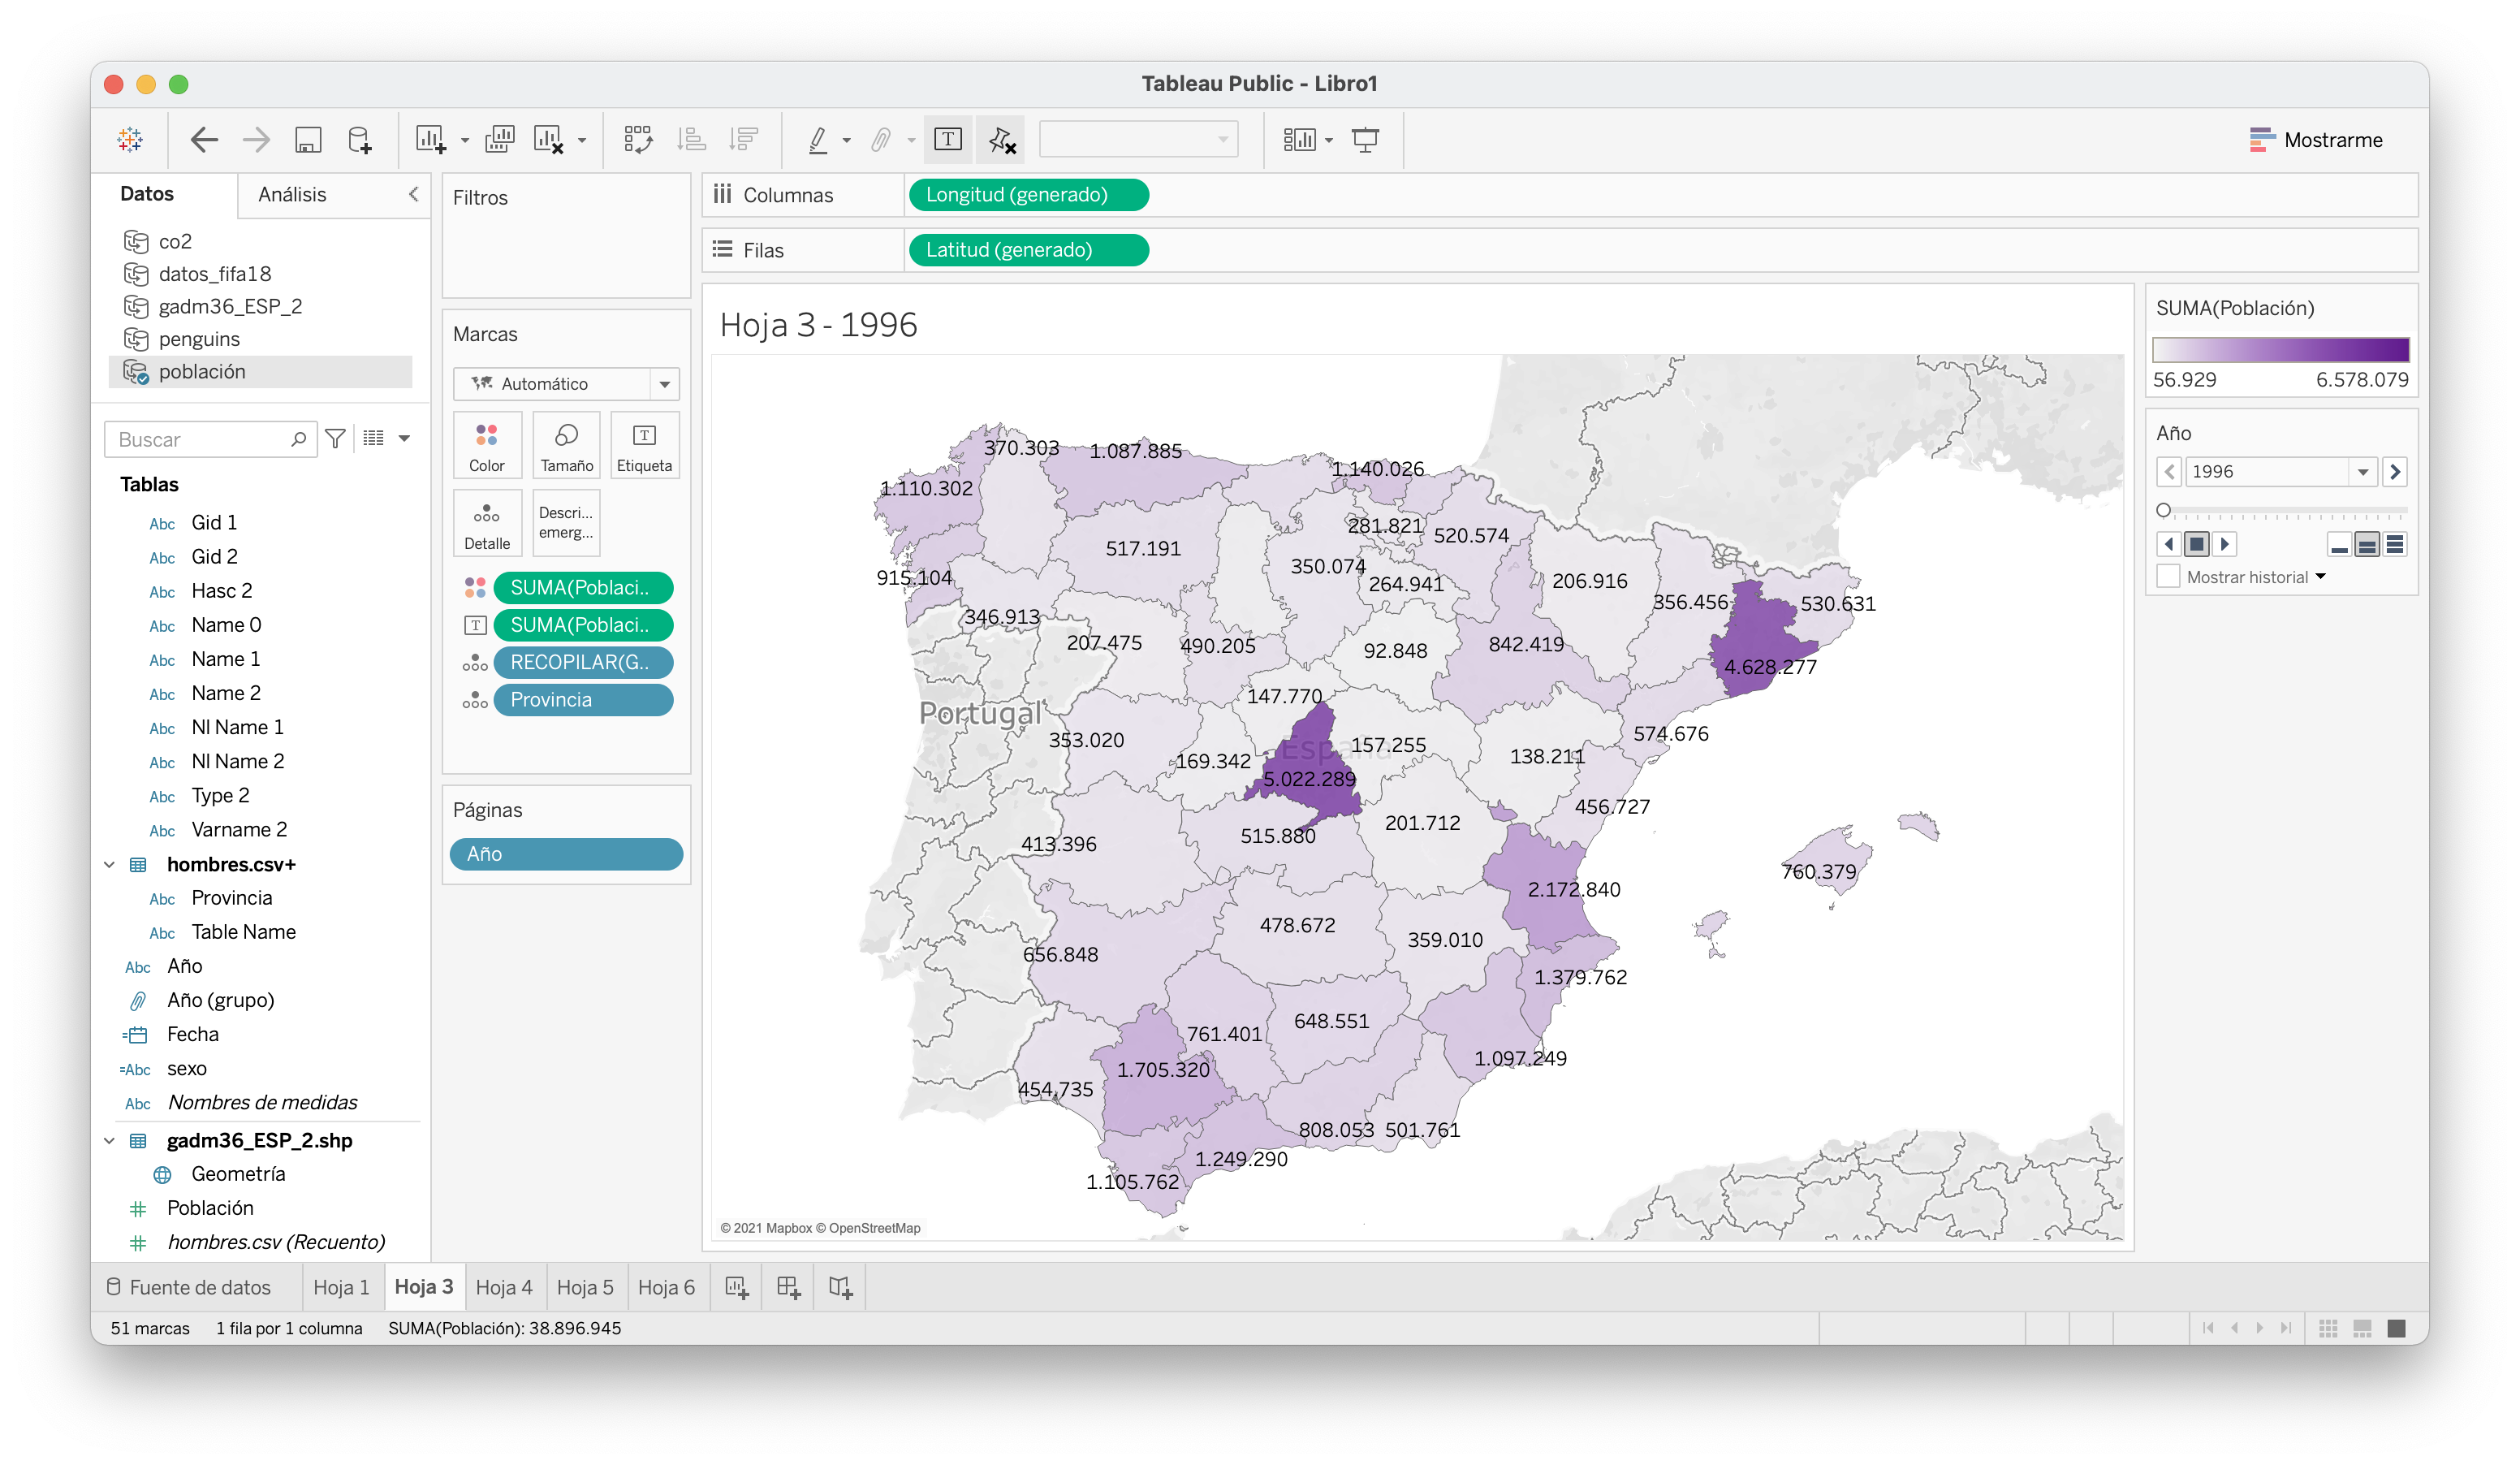 Tableau Public - Libro1
Mostrarme
Datos
Análisis
co2
datos_fifa18
gadm36_ESP_2
penguins
población
Buscar
Tablas
Abc Gid 1
Abc Gid 2
Abc Hasc 2
Abc Name 0
Abc Name 1
Abc Name 2
Abc Nl Name 1
Abc Nl Name 2
Abc Type 2
Abc Varname 2
hombres.csv+
Abc Provincia
Abc Table Name
Abc Año
Año (grupo)
Fecha
=Abc sexo
Abc Nombres de medidas
gadm36_ESP_2.shp
Geometría
Población
hombres.csv (Recuento)
Filtros
Marcas
Automático
Color
Tamaño
Etiqueta
Detalle
Descri...
emerg...
SUMA(Poblaci..
SUMA(Poblaci..
RECOPILAR(G..
Provincia
Páginas
Año
Columnas
Longitud (generado)
Filas
Latitud (generado)
Hoja 3 - 1996
370.303
1.087.885
1.140.026
1.110.302
281.821
520.574
517.191
350.074
915.104
264.941
206.916
356.456
530.631
346.913
207.475
490.205
92.848
842.419
4.628.277
147.770
Portugal
353.020
España
157.255
574.676
169.342
138.211
5.022.289
456.727
515.880
201.712
413.396
760.379
2.172.840
478.672
359.010
656.848
1.379.762
761.401
648.551
1.705.320
1.097.249
454.735
808.053
501.761
1.249.290
1.105.762
© 2021 Mapbox © OpenStreetMap
SUMA(Población)
56.929
6.578.079
Año
1996
Mostrar historial
Fuente de datos
Hoja 1
Hoja 3
Hoja 4
Hoja 5
Hoja 6
51 marcas
1 fila por 1 columna
SUMA(Población): 38.896.945